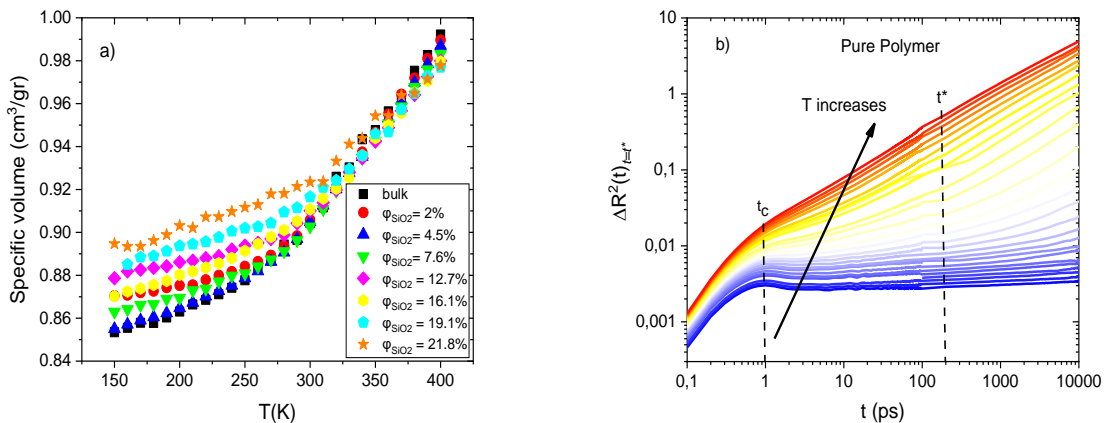 a)
Specific volume (cm³/gr)
1.00
0.98
0.96
0.94
0.92
0.90
0.88
0.86
0.84
150 200 250 300 350 400
T(K)
bulk
φSiO2= 2%
φSiO2= 4.5%
φSiO2= 7.6%
φSiO2 = 12.7%
φSiO2 = 16.1%
φSiO2 = 19.1%
φSiO2 = 21.8%
b)
Pure Polymer
T increases
tC
t*
ΔR²(t)t=t*
1
0,1
0,01
0,001
0,1 1 10 100 1000 10000
t (ps)